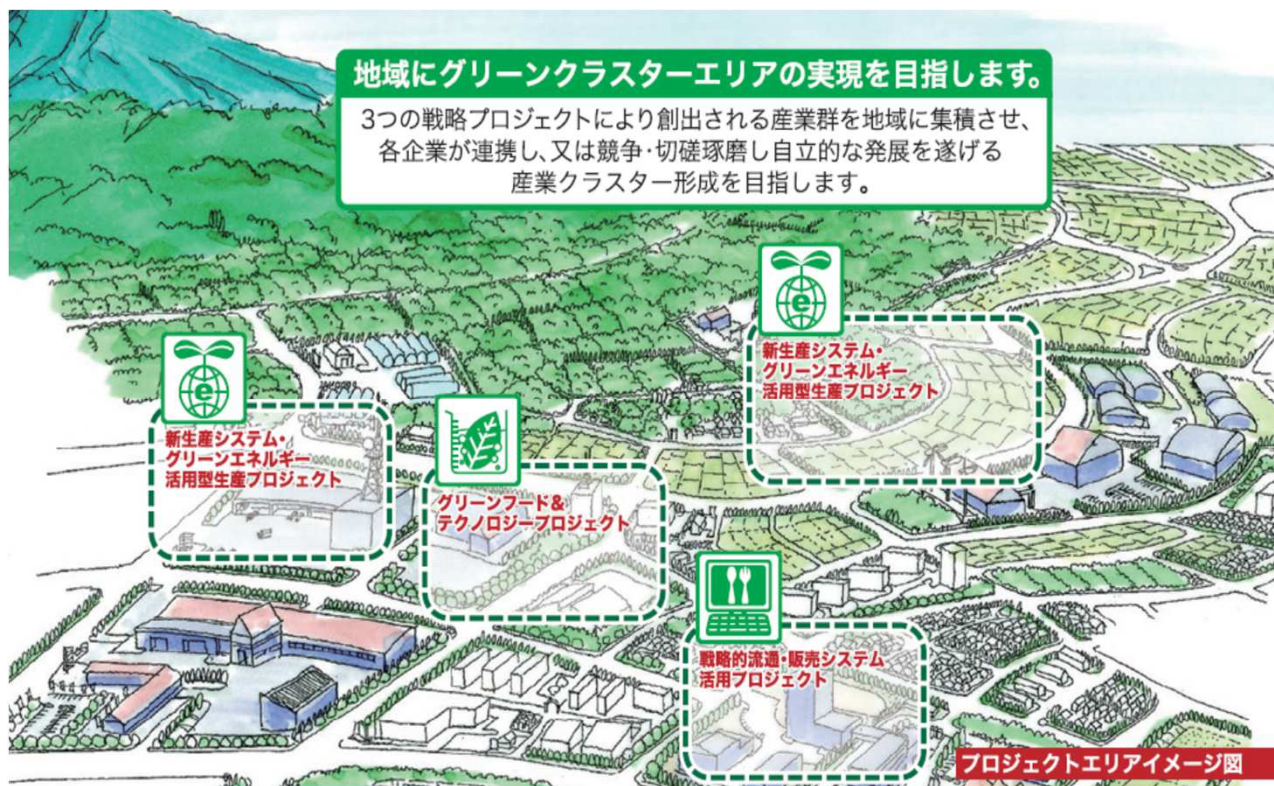 地域にグリーンクラスターエリアの実現を目指します。
3つの戦略プロジェクトにより創出される産業群を地域に集積させ、
各企業が連携し、又は競争・切磋琢磨し自立的な発展を遂げる
産業クラスター形成を目指します。
e
新生産システム・
グリーンエネルギー
活用型生産プロジェクト
e
新生産システム・
グリーンエネルギー
活用型生産プロジェクト
グリーンフード&
テクノロジープロジェクト
戦略的流通・販売システム
活用プロジェクト
プロジェクトエリアイメージ図